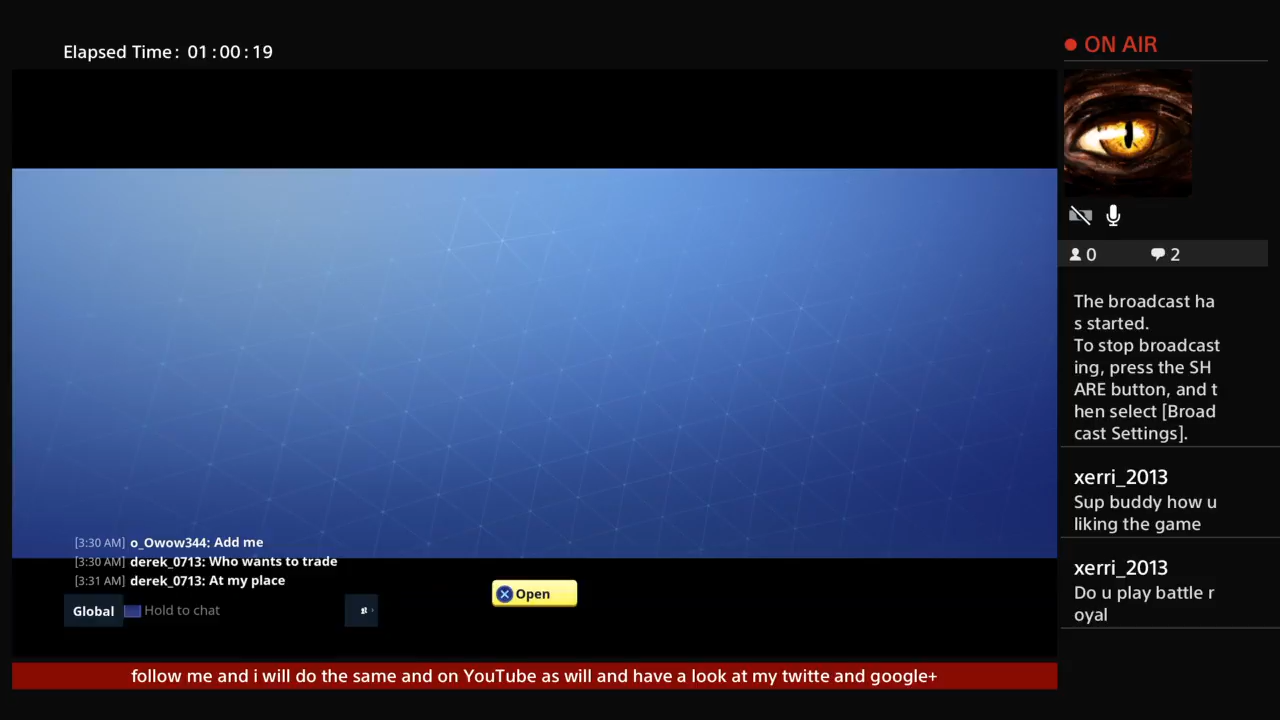 Elapsed Time: 01:00:19
ON AIR
0 2
The broadcast ha
s started.
To stop broadcast
ing, press the SH
ARE button, and t
hen select [Broad
cast Settings].
xerri_2013
Sup buddy how u
liking the game
xerri_2013
Do u play battle r
oyal
[3:30 AM] o_Owow344: Add me
[3:30 AM] derek_0713: Who wants to trade
[3:31 AM] derek_0713: At my place
Global Hold to chat
Open
follow me and i will do the same and on YouTube as will and have a look at my twitte and google+